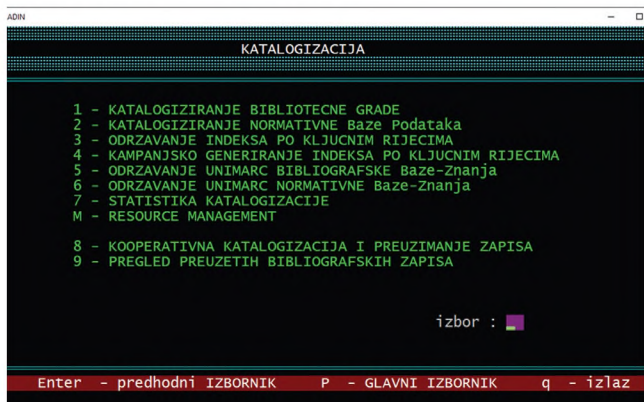 ADIN
KATALOGIZACIJA
1 - KATALOGIZIRANJE BIBLIOTECNE GRADE
2 - KATALOGIZIRANJE NORMATIVNE Baze Podataka
3 - ODRZAVANJE INDEKSA PO KLJUCNIM RIJECIMA
4 - KAMPANJSKO GENERIRANJE INDEKSA PO KLJUCNIM RIJECIMA
5 - ODRZAVANJE UNIMARC BIBLIOGRAFSKE Baze-Znanja
6 - ODRZAVANJE UNIMARC NORMATIVNE Baze-Znanja
7 - STATISTIKA KATALOGIZACIJE
M - RESOURCE MANAGEMENT
8 - KOOPERATIVNA KATALOGIZACIJA I PREUZIMANJE ZAPISA
9 - PREGLED PREUZETIH BIBLIOGRAFSKIH ZAPISA
izbor :
Enter - predhodni IZBORNIK P - GLAVNI IZBORNIK q - izlaz